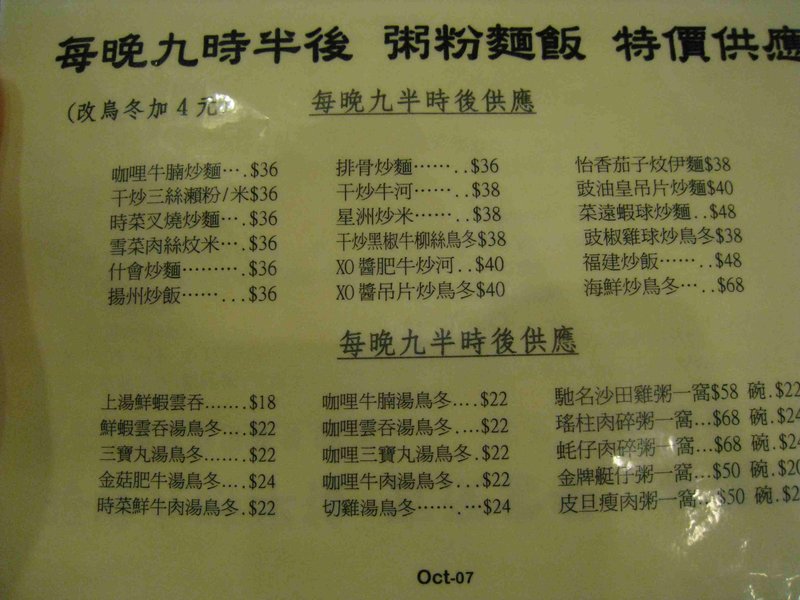 每晚九時半後 粥粉麵飯 特價供應
(改烏冬加4元) 每晚九半時後供應
咖哩牛腩炒麵….$36 排骨炒麵……..$36 怡香茄子炆伊麵$38
干炒三絲瀨粉/米$36 干炒牛河……..$38 豉油皇吊片炒麵$40
時菜叉燒炒麵…$36 星洲炒米……..$38 菜遠蝦球炒麵..$48
雪菜肉絲炆米…$36 干炒黑椒牛柳絲烏冬$38 豉椒雞球炒烏冬$38
什會炒麵………..$36 XO醬肥牛炒河..$40 福建炒飯……..$48
揚州炒飯……...$36 XO醬吊片炒烏冬$40 海鮮炒烏冬…..$68
每晚九半時後供應
上湯鮮蝦雲吞.......$18 咖哩牛腩湯烏冬....$22 馳名沙田雞粥一窩$58 碗.$22
鮮蝦雲吞湯烏冬....$22 咖哩雲吞湯烏冬....$22 瑤柱肉碎粥一窩...$68 碗.
三寶丸湯烏冬......$22 咖哩三寶丸湯烏冬.$22 蚝仔肉碎粥一窩...$68 碗.
金菇肥牛湯烏冬...$24 咖哩牛肉湯烏冬...$22 金牌艇仔粥一窩...$50 碗.
時菜鮮牛肉湯烏冬.$22 切雞湯烏冬…….…$24 皮旦瘦肉粥一窩...$50 碗.
Oct-07